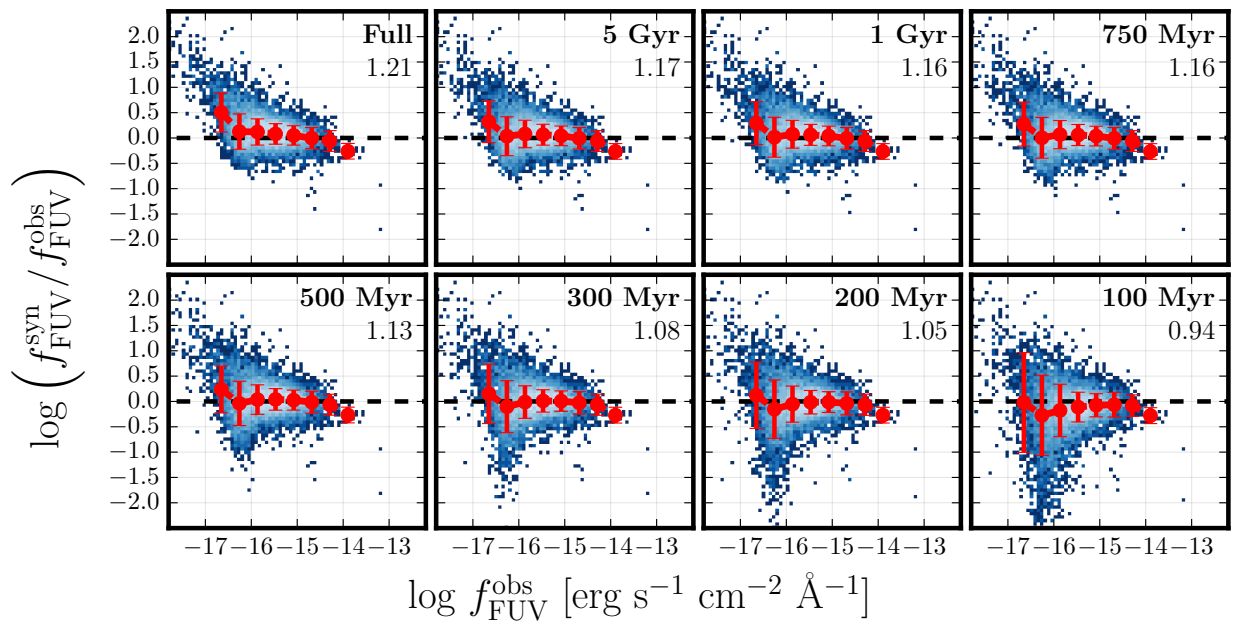 Full 5 Gyr 1 Gyr 750 Myr
1.21 1.17 1.16 1.16
2.0
1.5
1.0
0.5
0.0
−0.5
−1.0
−1.5
−2.0
500 Myr 300 Myr 200 Myr 100 Myr
1.13 1.08 1.05 0.94
2.0
1.5
1.0
0.5
0.0
−0.5
−1.0
−1.5
−2.0
log (f^syn_FUV / f^obs_FUV)
−17 −16 −15 −14 −13 −17 −16 −15 −14 −13 −17 −16 −15 −14 −13 −17 −16 −15 −14 −13
log f^obs_FUV [erg s⁻¹ cm⁻² Å⁻¹]